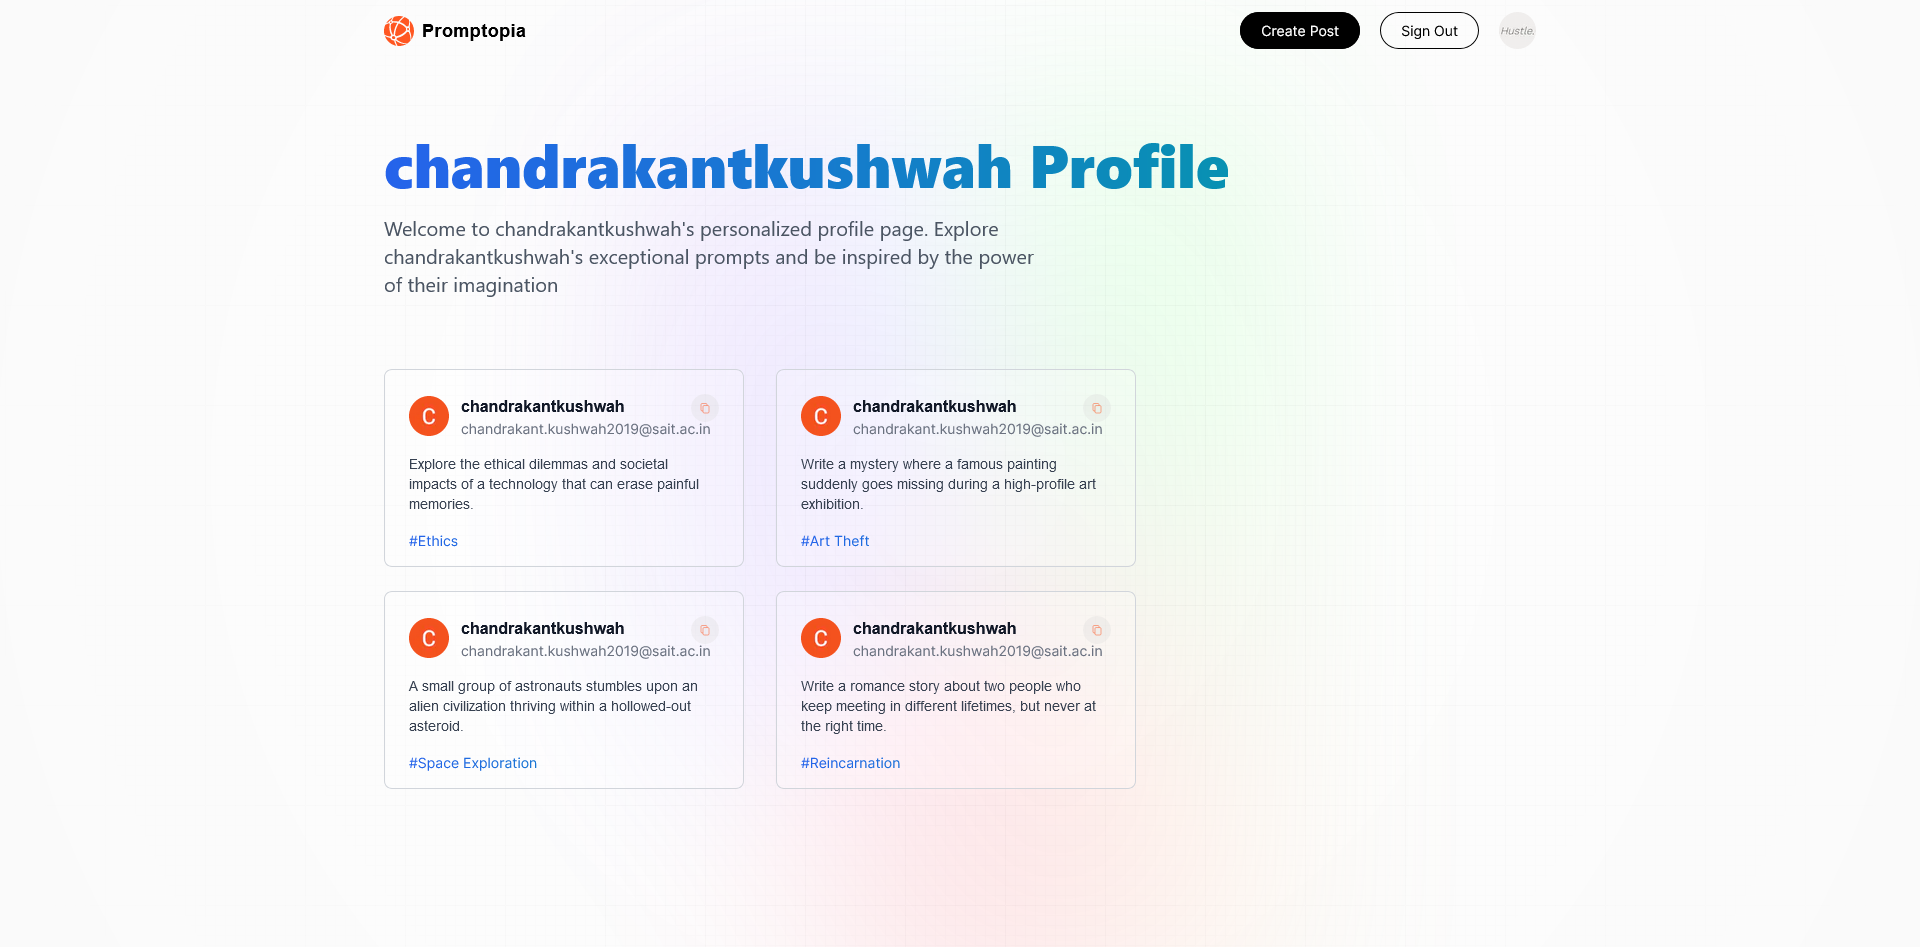 Promptopia
Create Post
Sign Out
Hustle.
chandrakantkushwah Profile
Welcome to chandrakantkushwah's personalized profile page. Explore
chandrakantkushwah's exceptional prompts and be inspired by the power
of their imagination
C
chandrakantkushwah
chandrakant.kushwah2019@sait.ac.in
Explore the ethical dilemmas and societal
impacts of a technology that can erase painful
memories.
#Ethics
C
chandrakantkushwah
chandrakant.kushwah2019@sait.ac.in
Write a mystery where a famous painting
suddenly goes missing during a high-profile art
exhibition.
#Art Theft
C
chandrakantkushwah
chandrakant.kushwah2019@sait.ac.in
A small group of astronauts stumbles upon an
alien civilization thriving within a hollowed-out
asteroid.
#Space Exploration
C
chandrakantkushwah
chandrakant.kushwah2019@sait.ac.in
Write a romance story about two people who
keep meeting in different lifetimes, but never at
the right time.
#Reincarnation